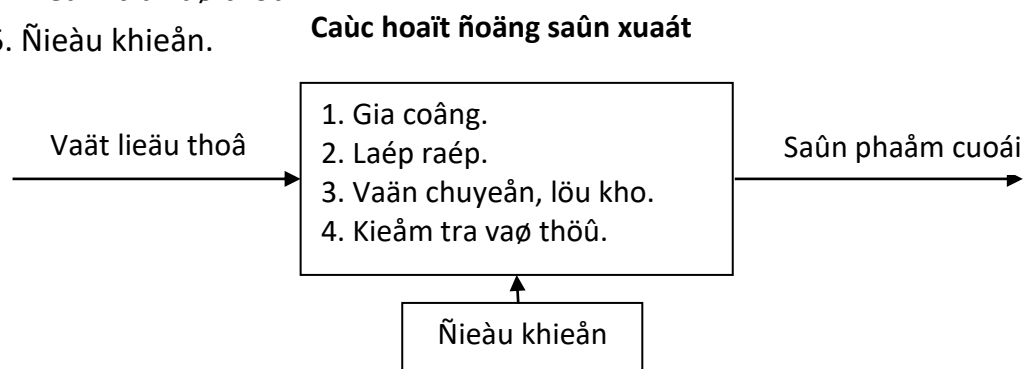 5. Ñieàu khieån.
Caùc hoaït ñoäng saûn xuaát
1. Gia coâng.
2. Laép raép.
3. Vaän chuyeån, löu kho.
4. Kieåm tra vaø thöû.
Vaät lieäu thoâ
Saûn phaåm cuoái
Ñieàu khieån